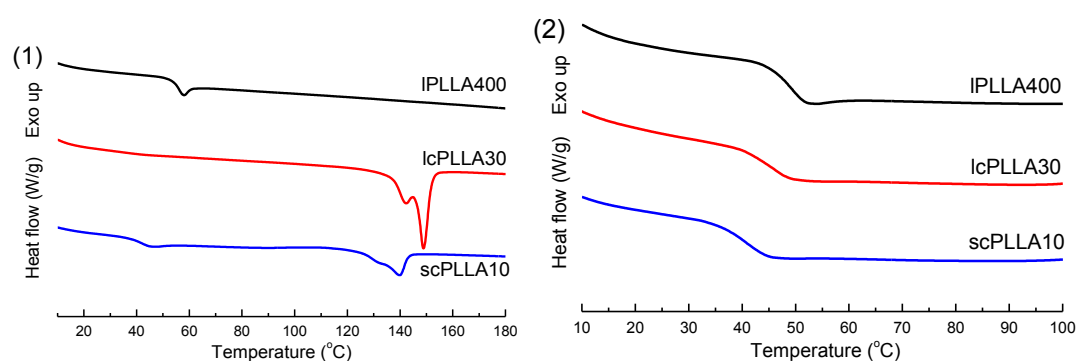 (1)
Heat flow (W/g) Exo up
lPLLA400
lcPLLA30
scPLLA10
20 40 60 80 100 120 140 160 180
Temperature (°C)
(2)
Heat flow (W/g) Exo up
lPLLA400
lcPLLA30
scPLLA10
10 20 30 40 50 60 70 80 90 100
Temperature (°C)